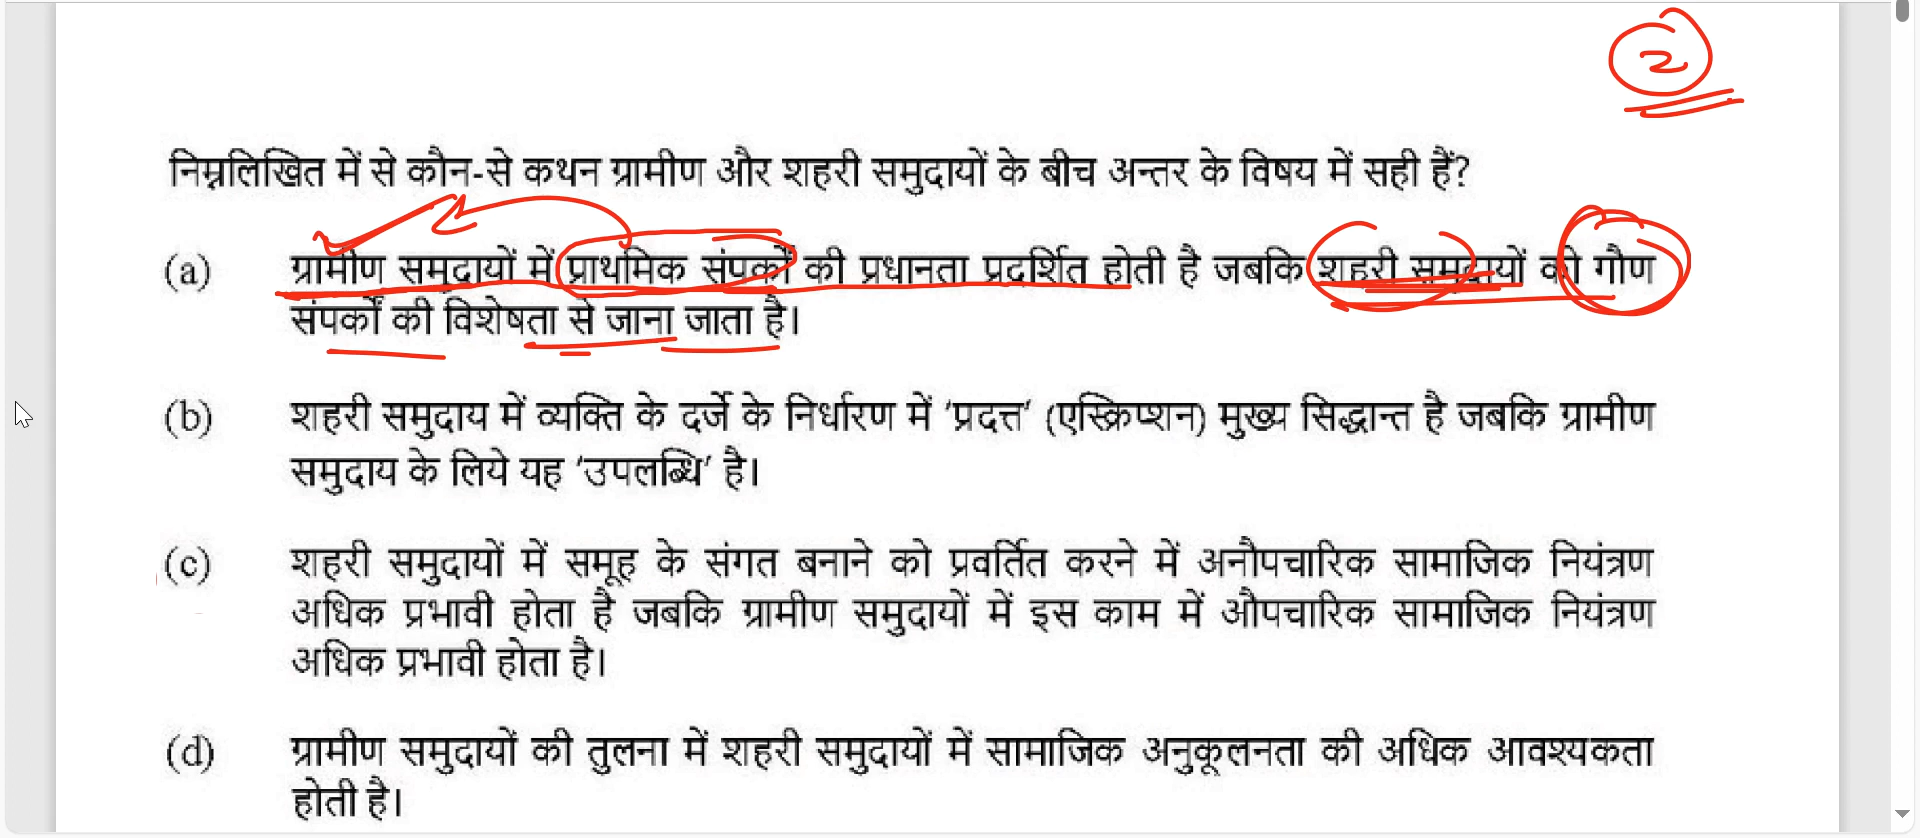 2
निम्नलिखित में से कौन-से कथन ग्रामीण और शहरी समुदायों के बीच अन्तर के विषय में सही हैं?
(a) ग्रामीण समुदायों में प्राथमिक संपर्कों की प्रधानता प्रदर्शित होती है जबकि शहरी समुदायों को गौण
संपर्कों की विशेषता से जाना जाता है।
(b) शहरी समुदाय में व्यक्ति के दर्जे के निर्धारण में ‘प्रदत्त’ (एस्क्रिप्शन) मुख्य सिद्धान्त है जबकि ग्रामीण
समुदाय के लिये यह ‘उपलब्धि’ है।
(c) शहरी समुदायों में समूह के संगत बनाने को प्रवर्तित करने में अनौपचारिक सामाजिक नियंत्रण
अधिक प्रभावी होता है जबकि ग्रामीण समुदायों में इस काम में औपचारिक सामाजिक नियंत्रण
अधिक प्रभावी होता है।
(d) ग्रामीण समुदायों की तुलना में शहरी समुदायों में सामाजिक अनुकूलनता की अधिक आवश्यकता
होती है।